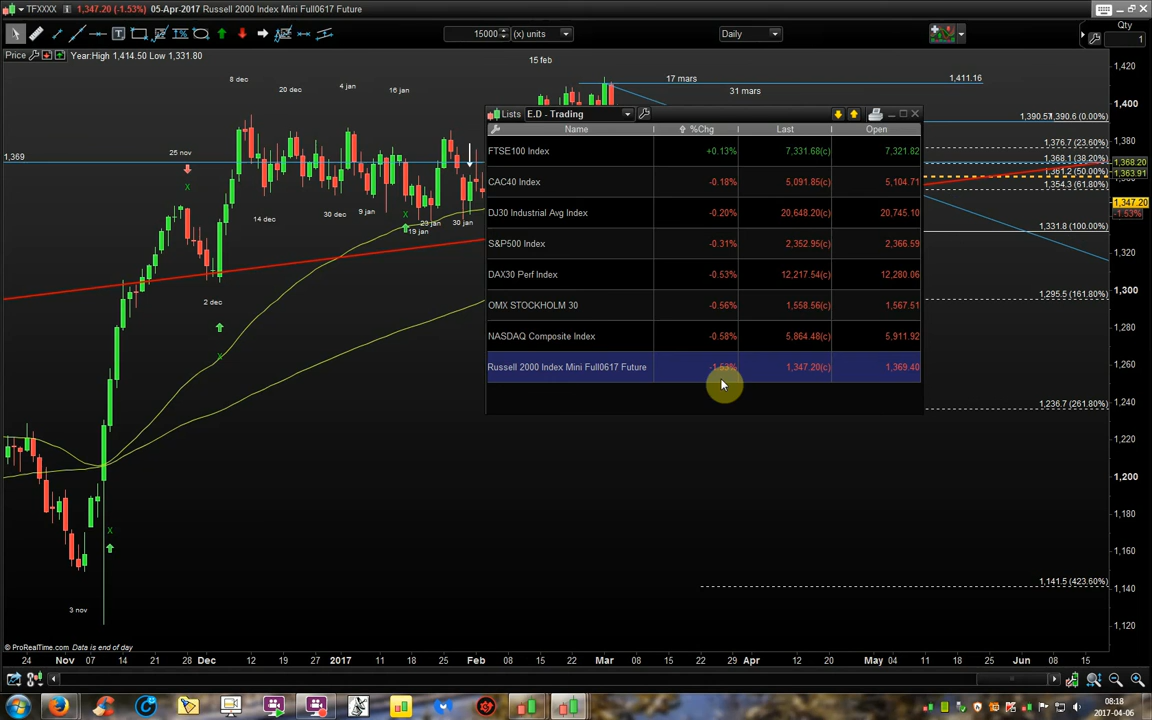 TFXXXX 1,347.20 (-1.53%) 05-Apr-2017 Russell 2000 Index Mini Full0617 Future
T 1% 15000 (x) units Daily Qty 1
Price Year:High 1,414.50 Low 1,331.80
15 feb
8 dec
20 dec
4 jan
16 jan
17 mars
31 mars
1,411.16
1,369
25 nov
14 dec
30 dec
9 jan
19 jan
23 jan
30 jan
2 dec
3 nov
Lists E.D - Trading
Name %Chg Last Open
FTSE100 Index +0.13% 7,331.68(c) 7,321.82
CAC40 Index -0.18% 5,091.85(c) 5,104.71
DJ30 Industrial Avg Index -0.20% 20,648.20(c) 20,745.10
S&P500 Index -0.31% 2,352.95(c) 2,366.59
DAX30 Perf Index -0.53% 12,217.54(c) 12,280.06
OMX STOCKHOLM 30 -0.56% 1,558.56(c) 1,567.51
NASDAQ Composite Index -0.58% 5,864.48(c) 5,911.92
Russell 2000 Index Mini Full0617 Future -1.53% 1,347.20(c) 1,369.40
1,390.6 (0.00%)
1,376.7 (23.60%)
1,368.1 (38.20%)
1,361.2 (50.00%)
1,354.3 (61.80%)
1,331.8 (100.00%)
1,295.5 (161.80%)
1,236.7 (261.80%)
1,141.5 (423.60%)
1,420
1,400
1,380
1,368.20
1,363.91
1,347.20
-1.53%
1,320
1,300
1,280
1,260
1,240
1,220
1,200
1,180
1,160
1,140
1,120
© ProRealTime.com Data is end of day
24 Nov 07 14 21 28 Dec 12 19 27 2017 11 18 25 Feb 08 15 22 Mar 08 15 22 29 Apr 12 20 May 04 11 18 25 Jun 08 15
08:18
2017-04-06